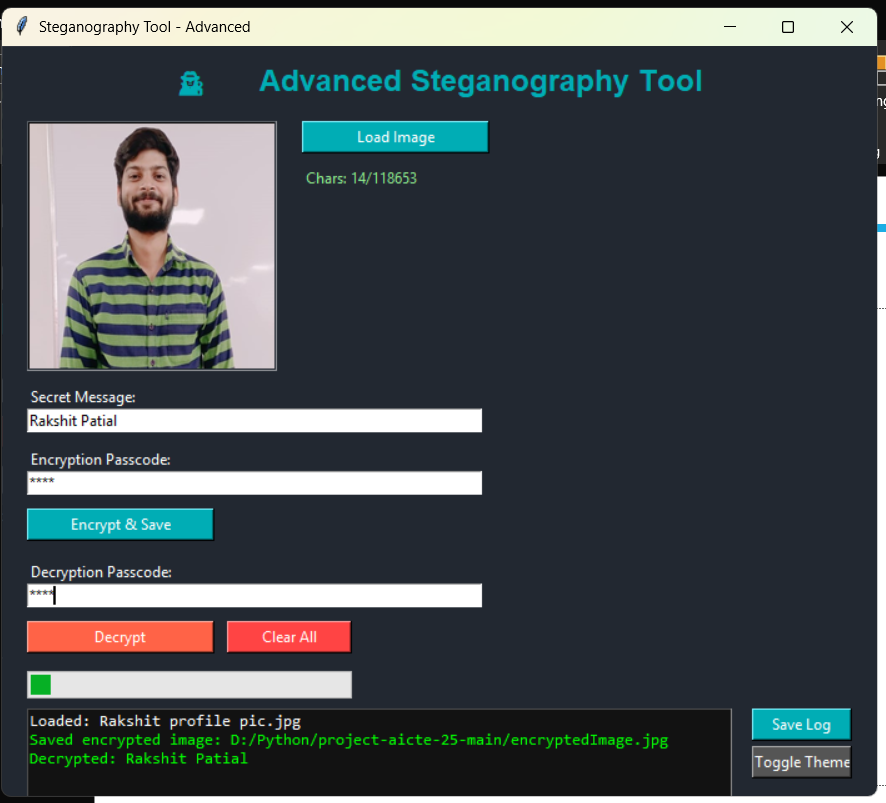 Steganography Tool - Advanced
Advanced Steganography Tool
Load Image
Chars: 14/118653
Secret Message:
Rakshit Patial
Encryption Passcode:
****
Encrypt & Save
Decryption Passcode:
****
Decrypt
Clear All
Loaded: Rakshit profile pic.jpg
Saved encrypted image: D:/Python/project-aicte-25-main/encryptedImage.jpg
Decrypted: Rakshit Patial
Save Log
Toggle Theme